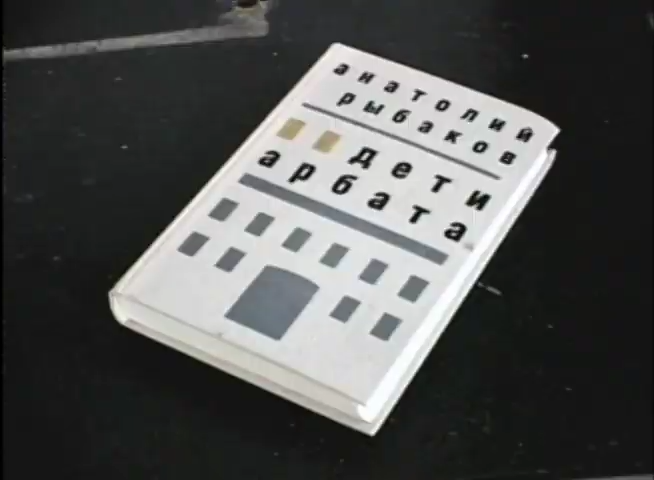 анатолий
рыбаков
дети
арбата